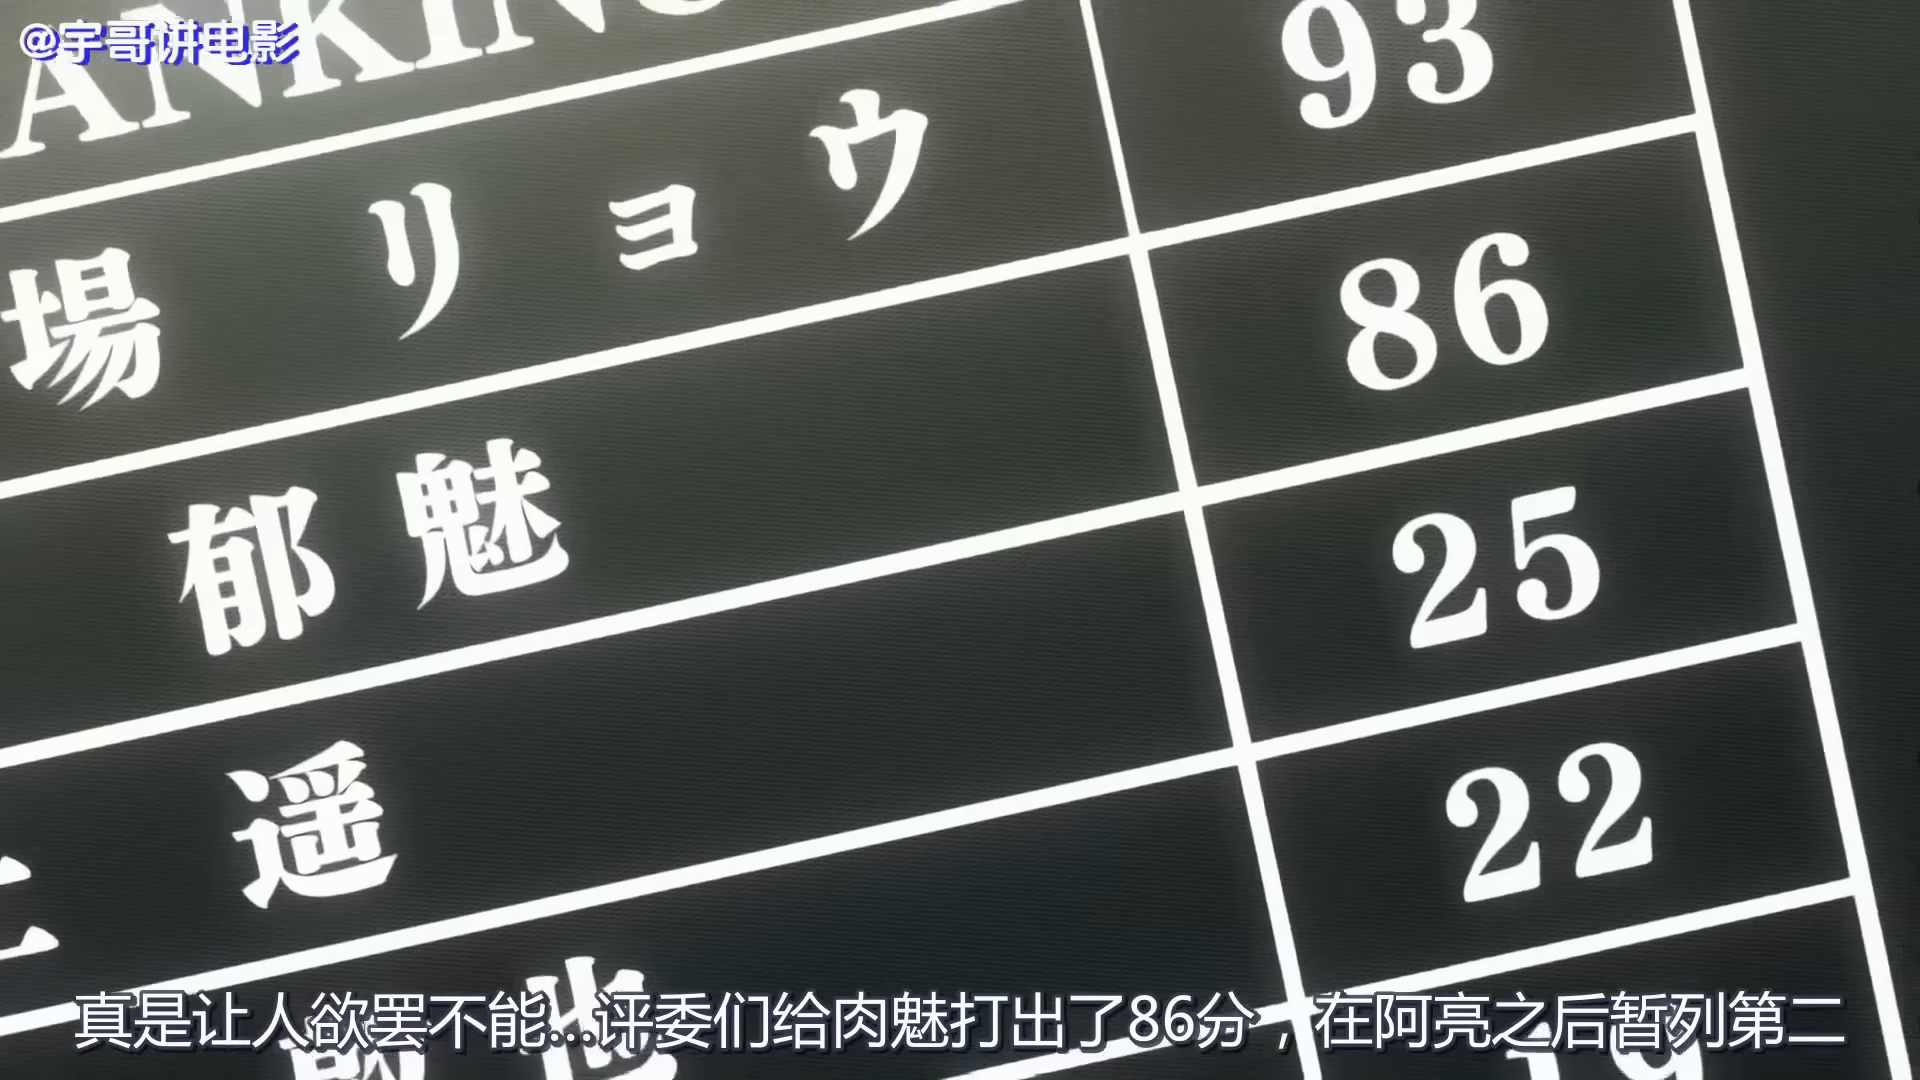 @宇哥讲电影
ANKIN
場 リョウ 93
郁魅 86
遥 25
22
也 19
真是让人欲罢不能...评委们给肉魅打出了86分，在阿亮之后暂列第二